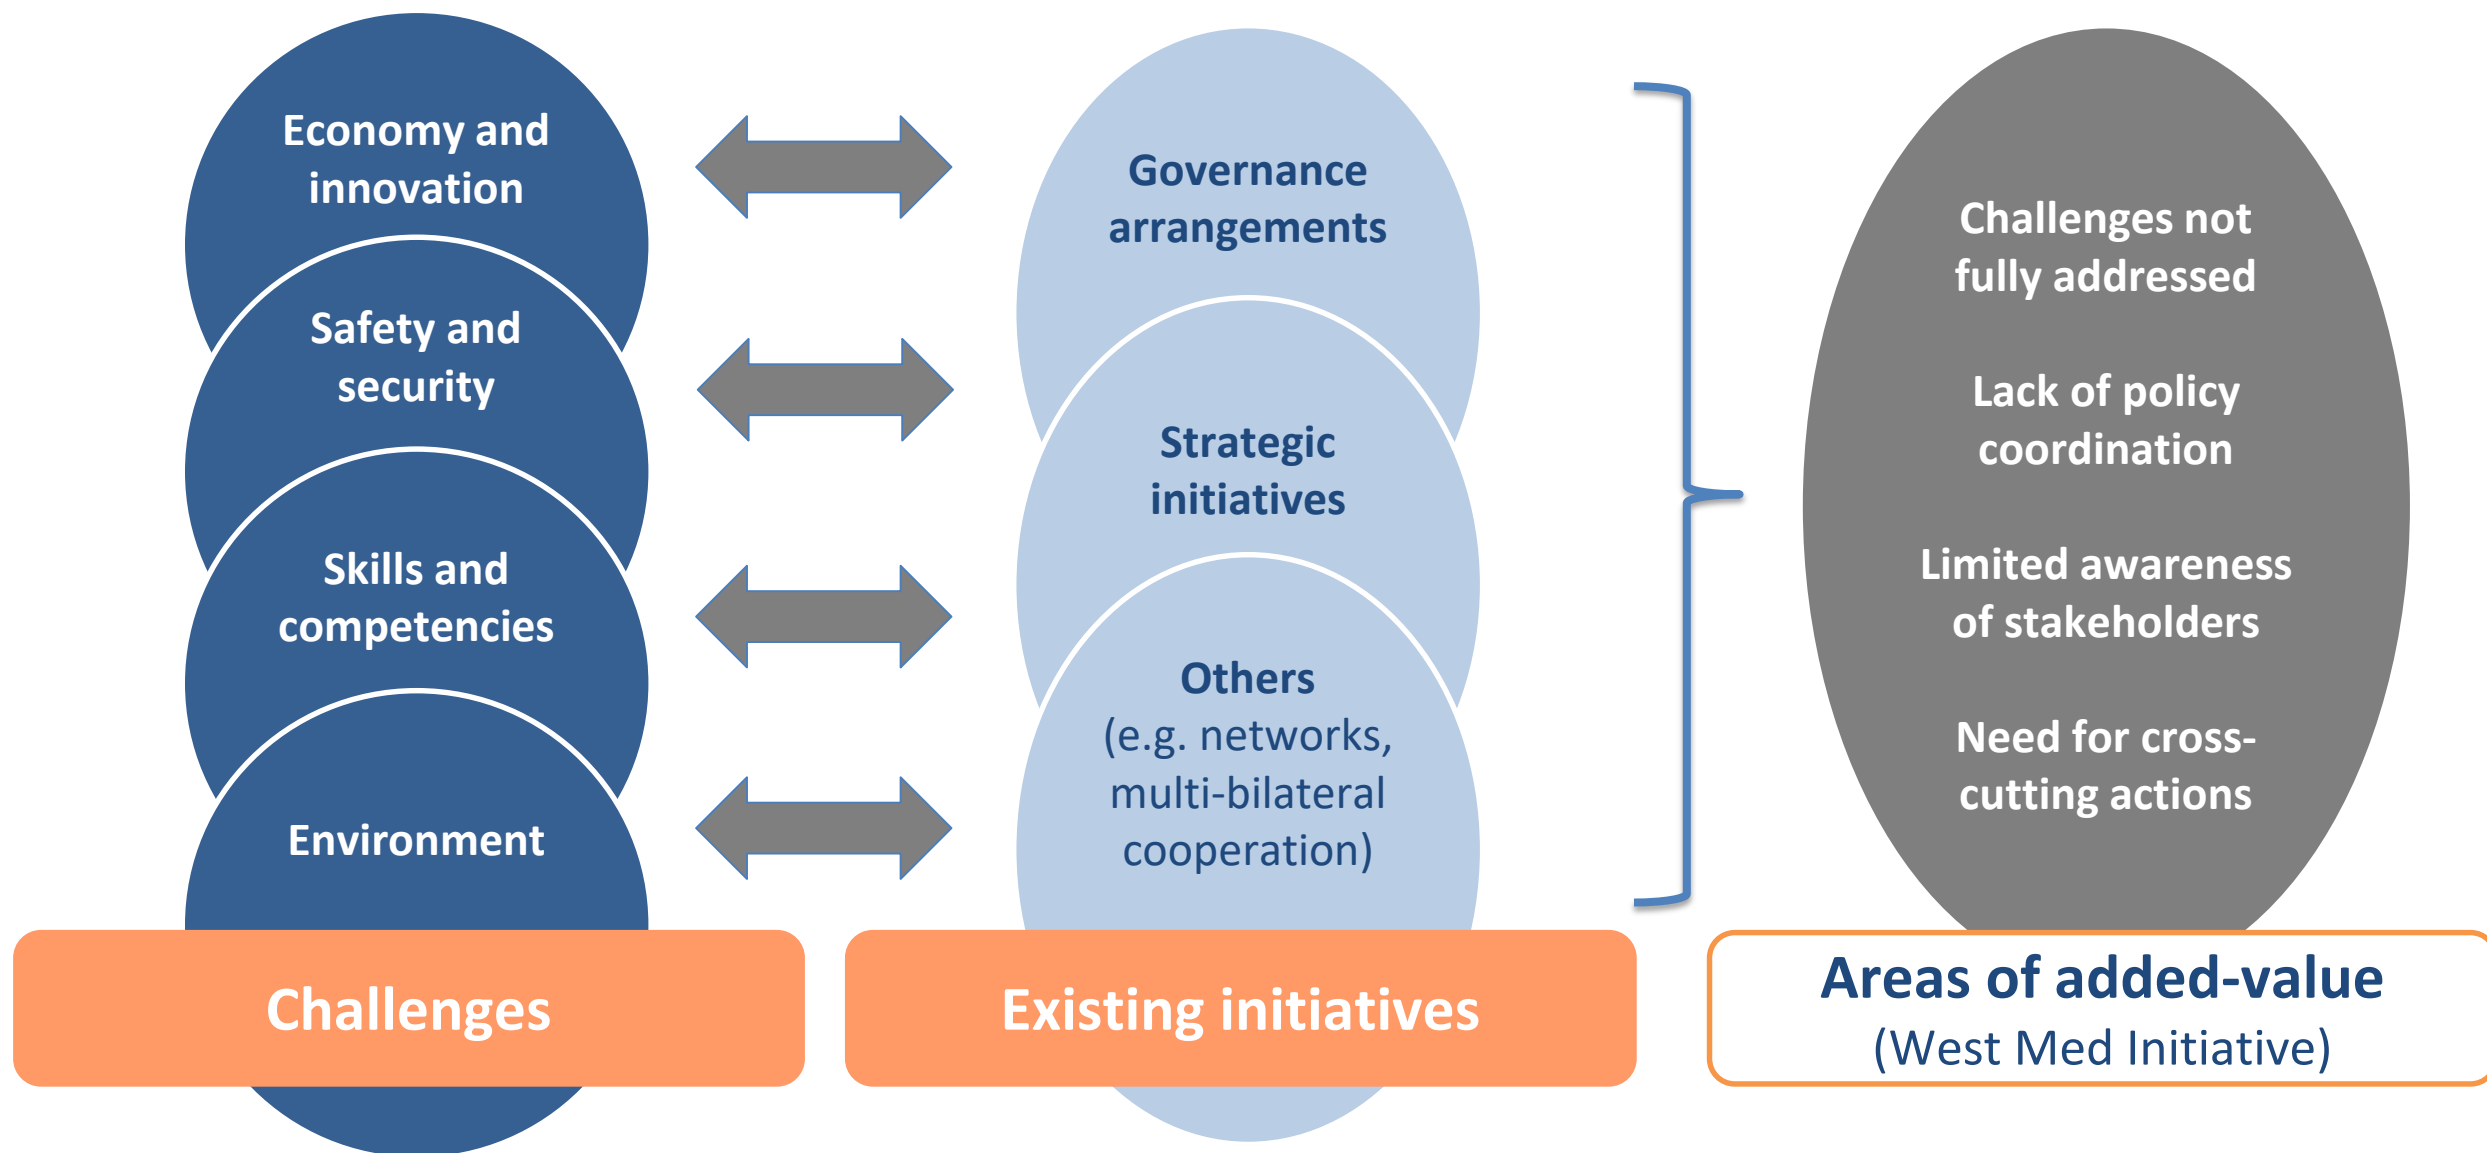 Economy and
innovation
Safety and
security
Skills and
competencies
Environment
Challenges
Governance
arrangements
Strategic
initiatives
Others
(e.g. networks,
multi-bilateral
cooperation)
Existing initiatives
Challenges not
fully addressed
Lack of policy
coordination
Limited awareness
of stakeholders
Need for cross-
cutting actions
Areas of added-value
(West Med Initiative)